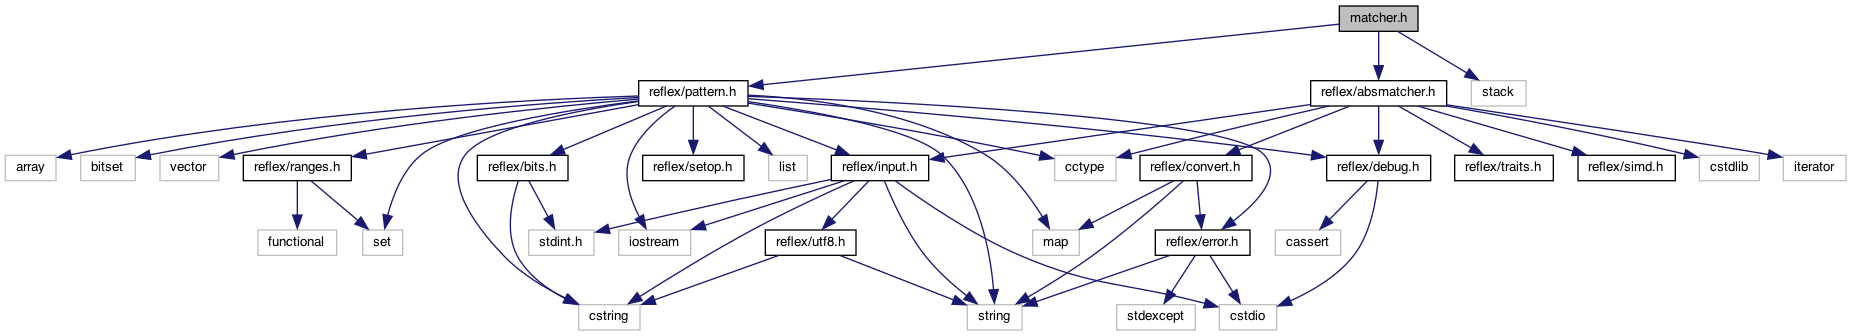 matcher.h
reflex/pattern.h
reflex/absmatcher.h
stack
array
bitset
vector
reflex/ranges.h
reflex/bits.h
reflex/setop.h
list
reflex/input.h
cctype
reflex/convert.h
reflex/debug.h
reflex/traits.h
reflex/simd.h
cstdlib
iterator
functional
set
stdint.h
iostream
reflex/utf8.h
map
reflex/error.h
cassert
cstring
string
stdexcept
cstdio